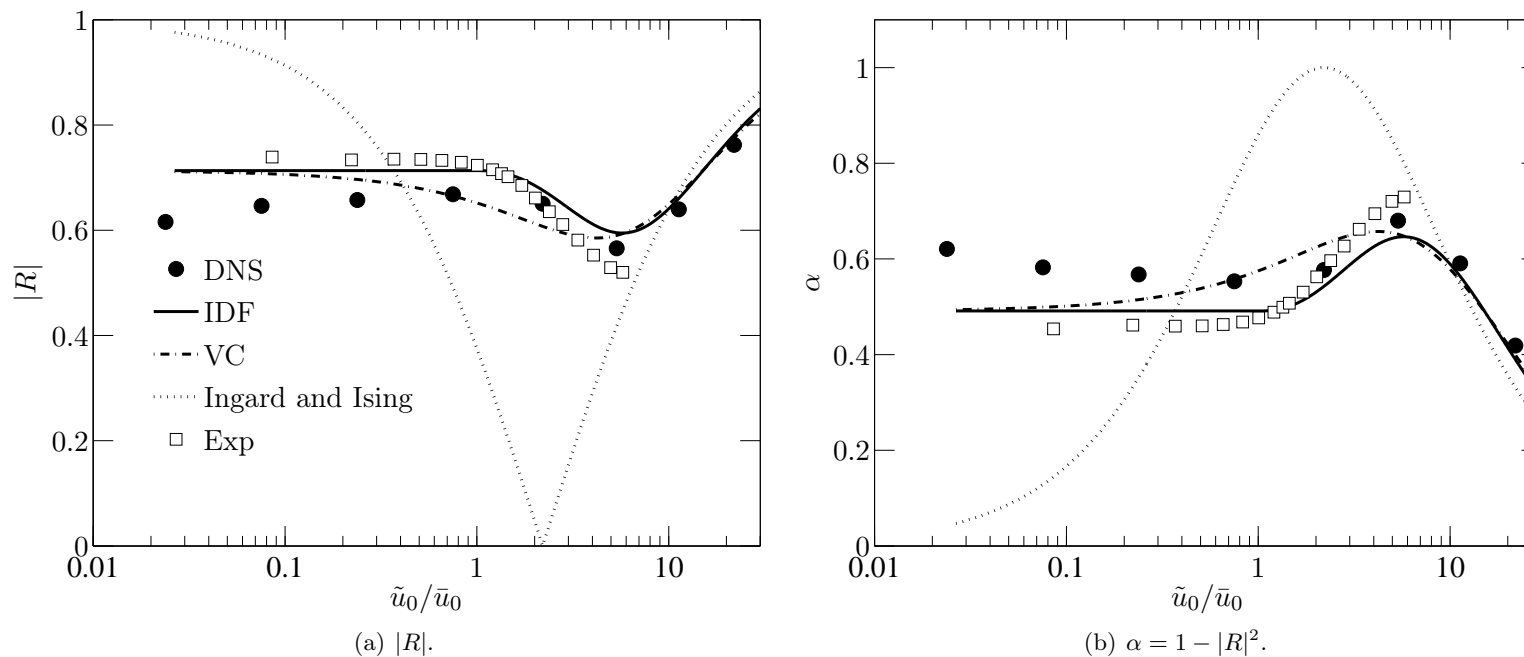 1
0.8
0.6
0.4
0.2
0
|R|
DNS
IDF
VC
Ingard and Ising
Exp
0.01 0.1 1 10
ũ₀/ū₀
(a) |R|.
1
0.8
0.6
0.4
0.2
0
α
0.01 0.1 1 10
ũ₀/ū₀
(b) α = 1 − |R|².